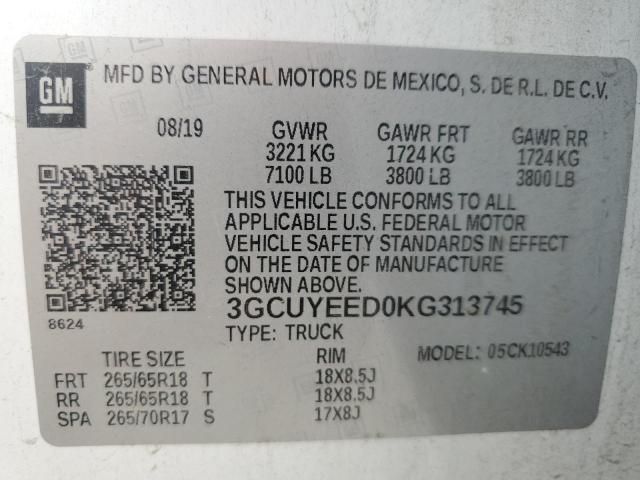 GM
MFD BY GENERAL MOTORS DE MEXICO, S. DE R.L. DE C.V.
08/19 GVWR GAWR FRT GAWR RR
3221 KG 1724 KG 1724 KG
7100 LB 3800 LB 3800 LB
THIS VEHICLE CONFORMS TO ALL
APPLICABLE U.S. FEDERAL MOTOR
VEHICLE SAFETY STANDARDS IN EFFECT
ON THE DATE OF MANUFACTURE
SHOWN ABOVE.
3GCUYEED0KG313745
8624
TYPE: TRUCK
TIRE SIZE RIM MODEL: 05CK10543
FRT 265/65R18 T 18X8.5J
RR 265/65R18 T 18X8.5J
SPA 265/70R17 S 17X8J